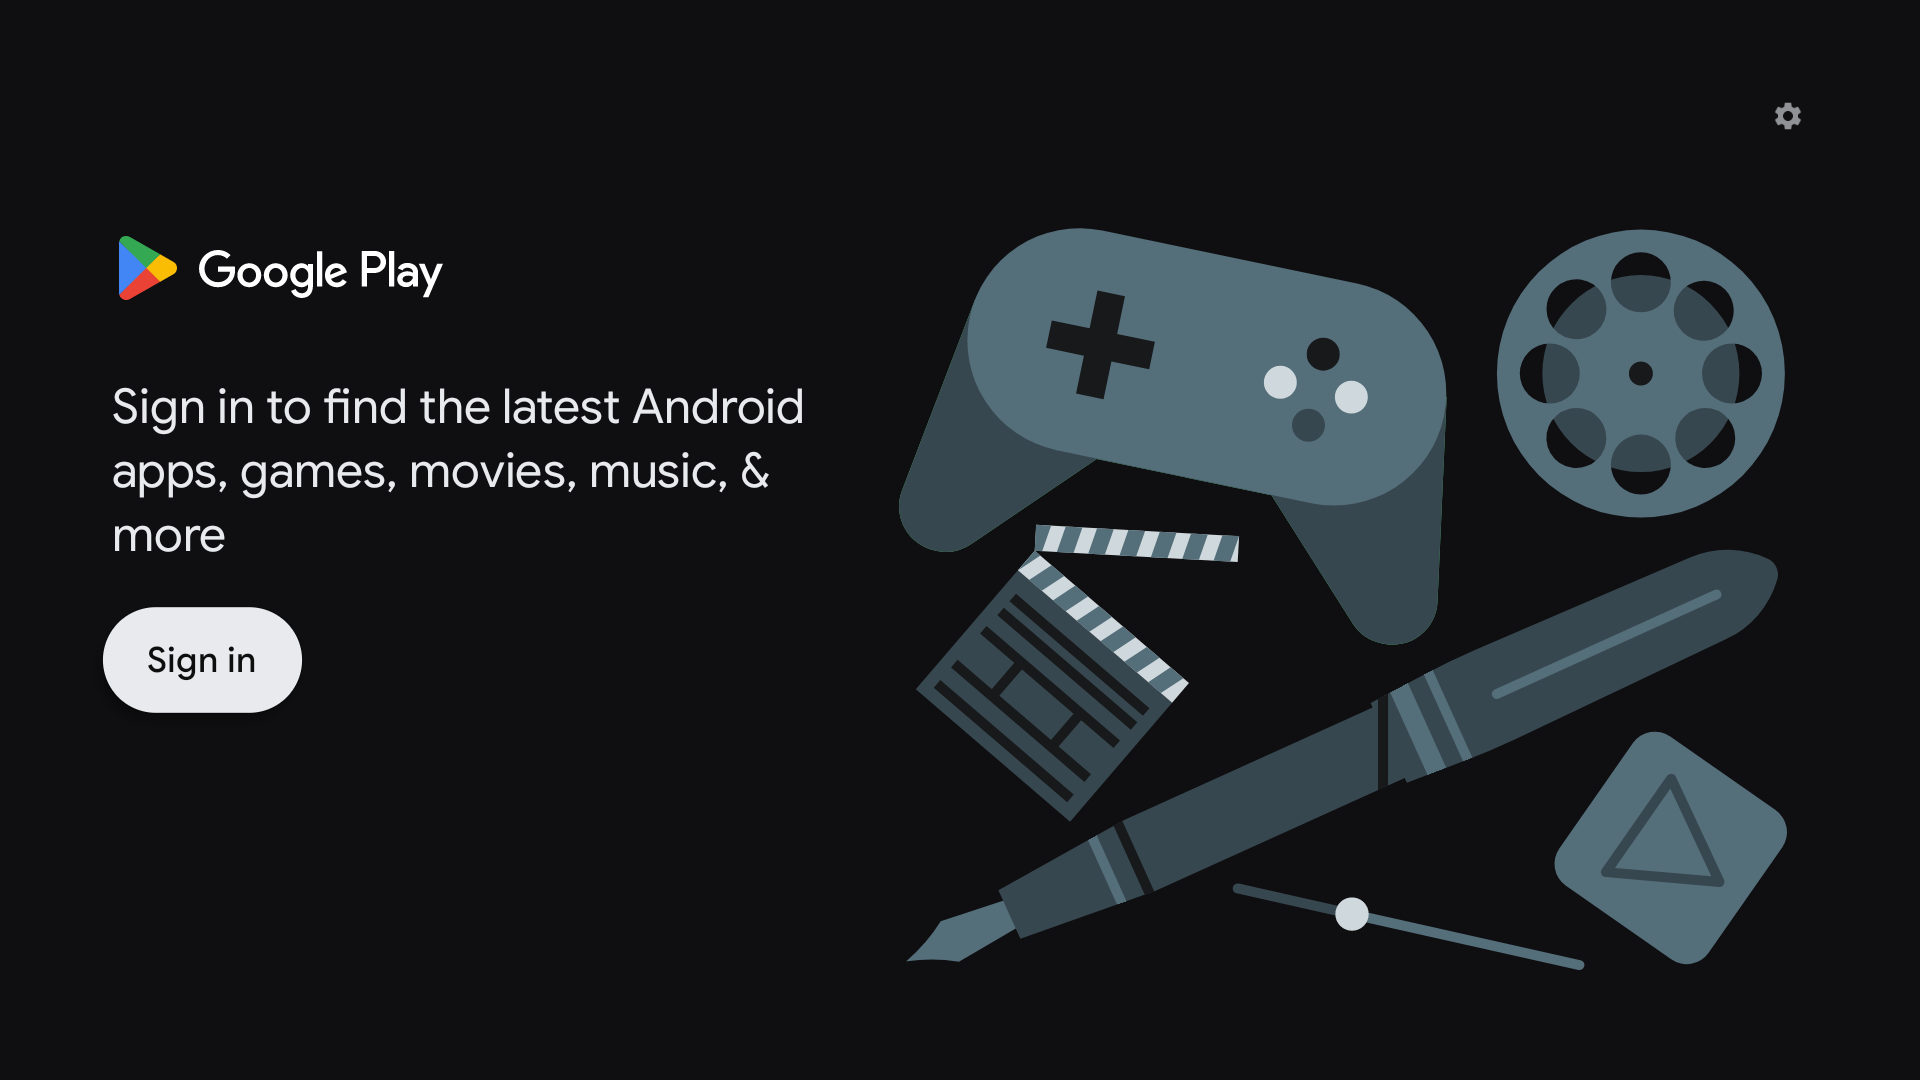 Google Play
Sign in to find the latest Android
apps, games, movies, music, &
more
Sign in